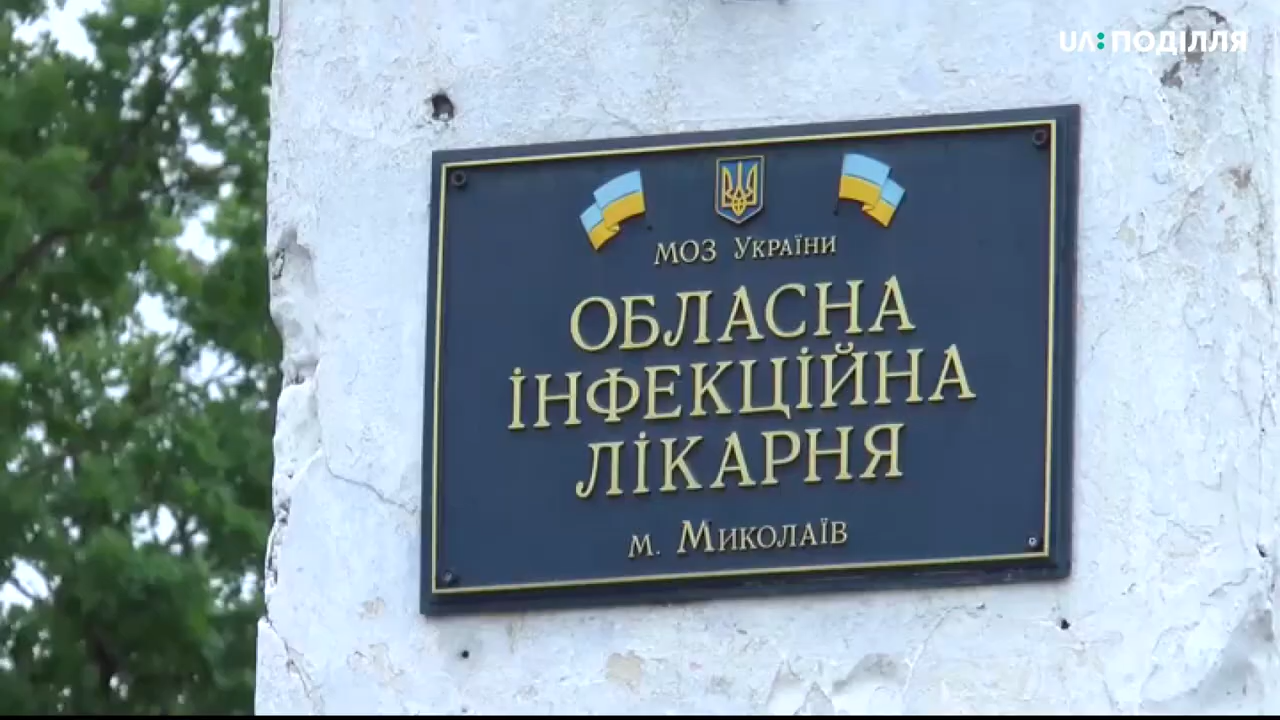 UA: ПОДІЛЛЯ
МОЗ УКРАЇНИ
ОБЛАСНА
ІНФЕКЦІЙНА
ЛІКАРНЯ
м. МИКОЛАЇВ